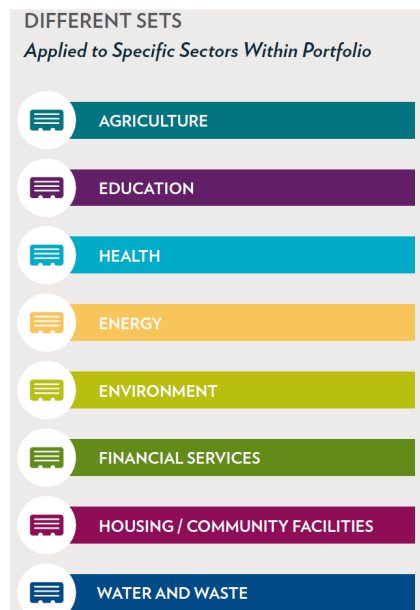 DIFFERENT SETS
Applied to Specific Sectors Within Portfolio
AGRICULTURE
EDUCATION
HEALTH
ENERGY
ENVIRONMENT
FINANCIAL SERVICES
HOUSING / COMMUNITY FACILITIES
WATER AND WASTE